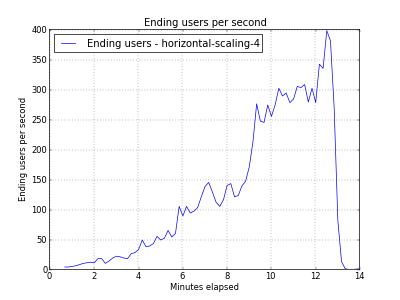 Ending users per second
Ending users - horizontal-scaling-4
400
350
300
250
200
150
100
50
0
Ending users per second
0 2 4 6 8 10 12 14
Minutes elapsed